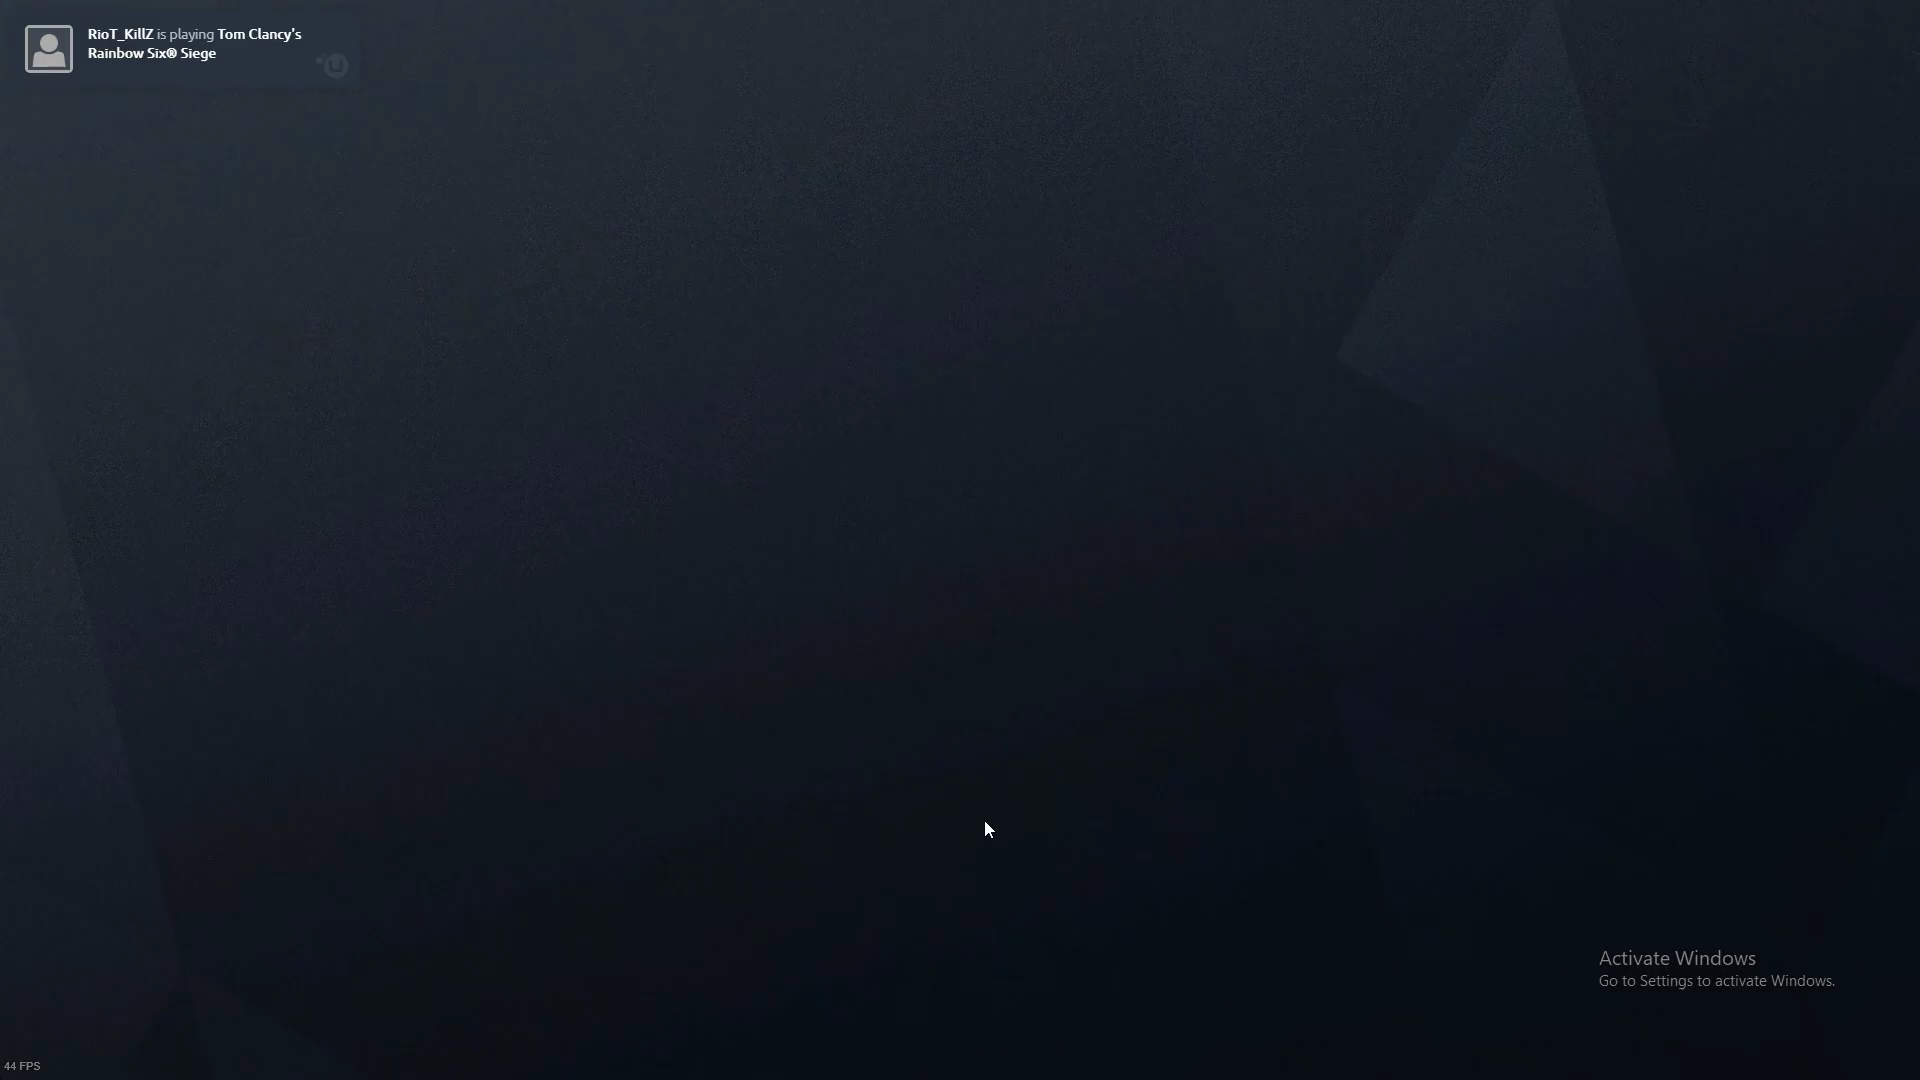 RioT_KillZ is playing Tom Clancy's
Rainbow Six® Siege
Activate Windows
Go to Settings to activate Windows.
44 FPS